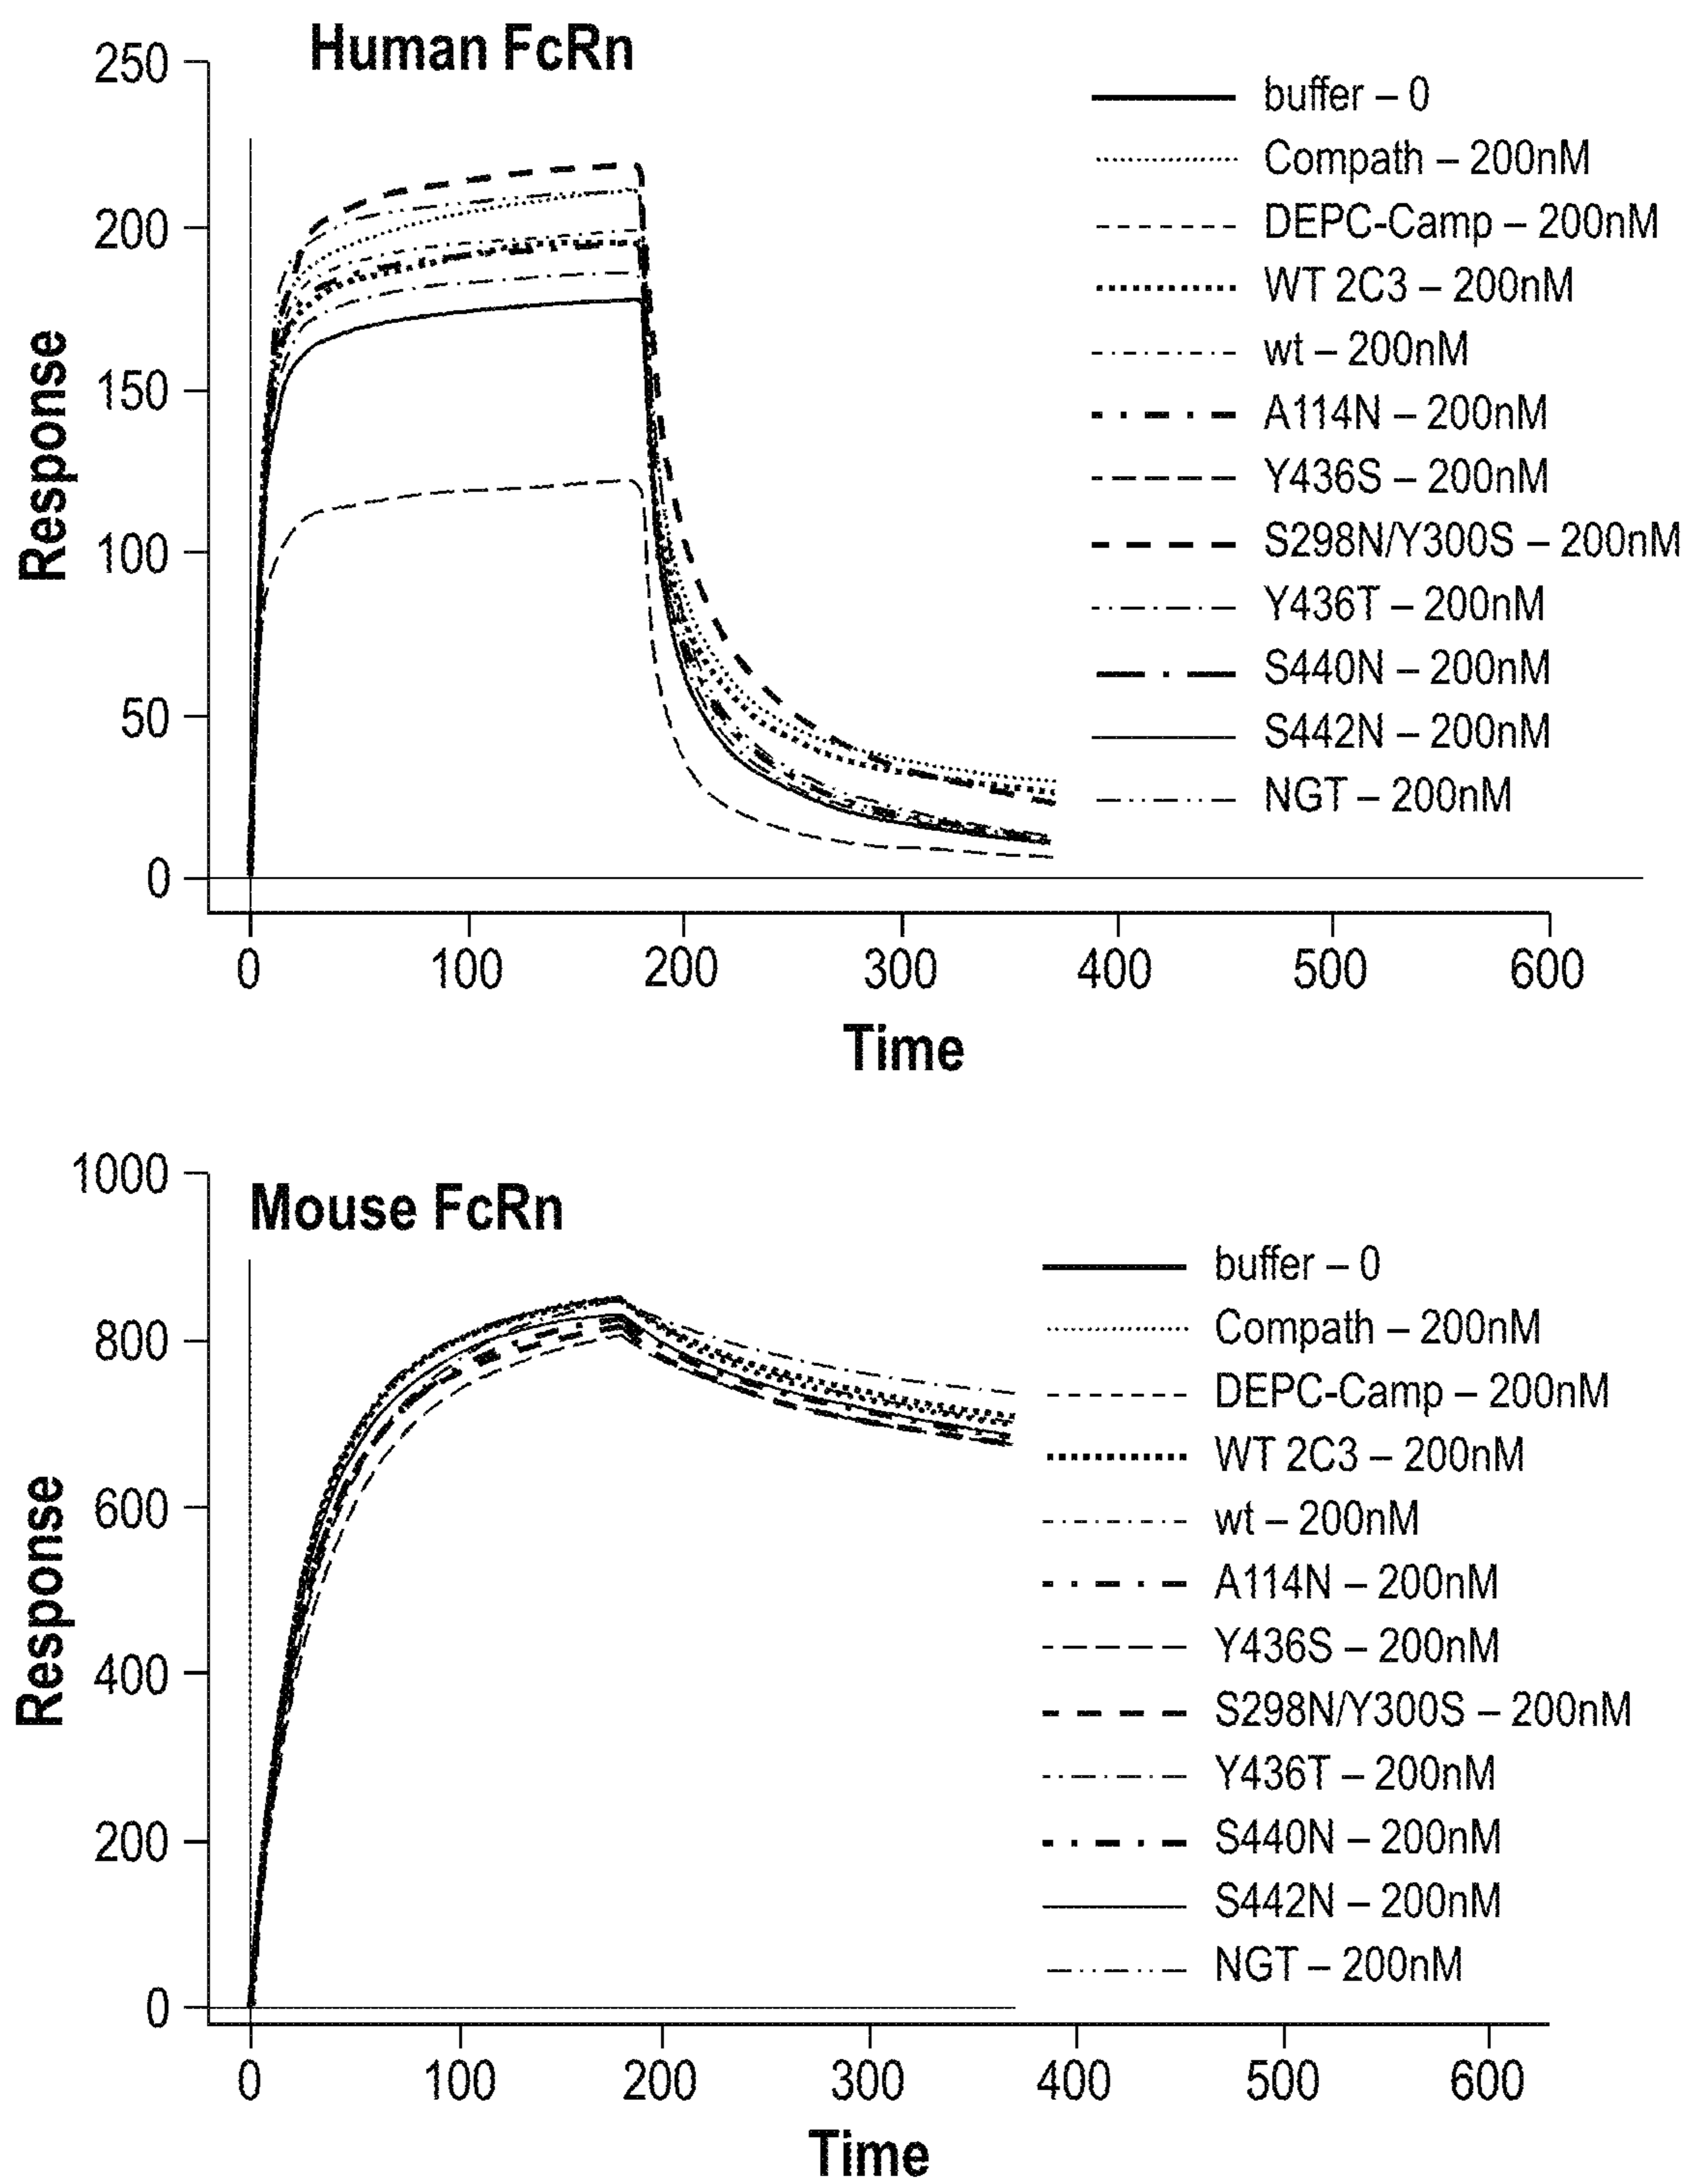 Human FcRn
250
200
150
100
50
0
Response
buffer – 0
Compath – 200nM
DEPC-Camp – 200nM
WT 2C3 – 200nM
wt – 200nM
A114N – 200nM
Y436S – 200nM
S298N/Y300S – 200nM
Y436T – 200nM
S440N – 200nM
S442N – 200nM
NGT – 200nM
0 100 200 300 400 500 600
Time
Mouse FcRn
1000
800
600
400
200
0
Response
buffer – 0
Compath – 200nM
DEPC-Camp – 200nM
WT 2C3 – 200nM
wt – 200nM
A114N – 200nM
Y436S – 200nM
S298N/Y300S – 200nM
Y436T – 200nM
S440N – 200nM
S442N – 200nM
NGT – 200nM
0 100 200 300 400 500 600
Time